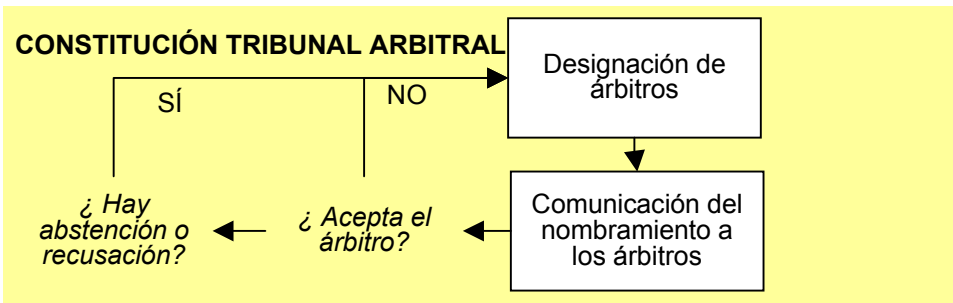 CONSTITUCIÓN TRIBUNAL ARBITRAL
Designación de
árbitros
SÍ
NO
¿ Hay
abstención o
recusación?
¿ Acepta el
árbitro?
Comunicación del
nombramiento a
los árbitros